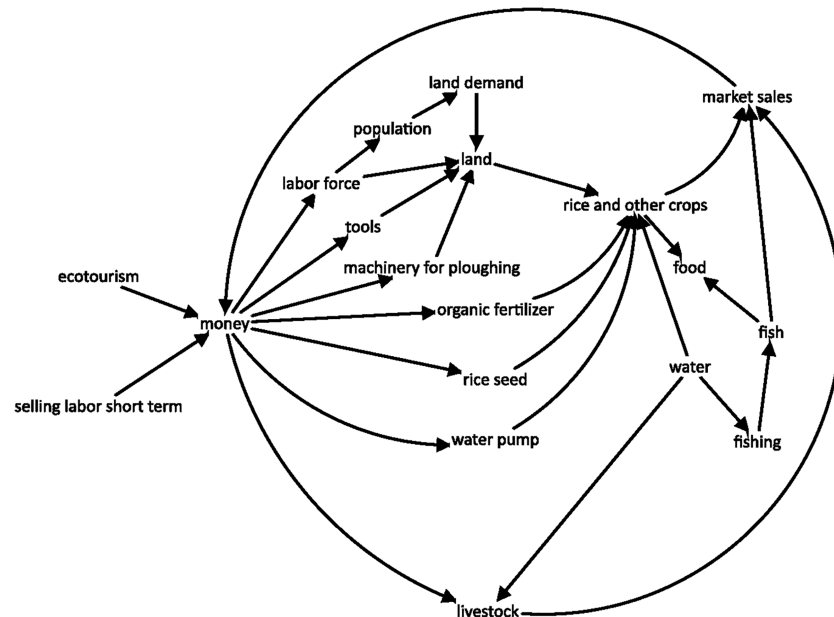 land demand
market sales
population
land
labor force
rice and other crops
tools
machinery for ploughing
food
ecotourism
organic fertilizer
money
fish
water
rice seed
selling labor short term
water pump
fishing
livestock